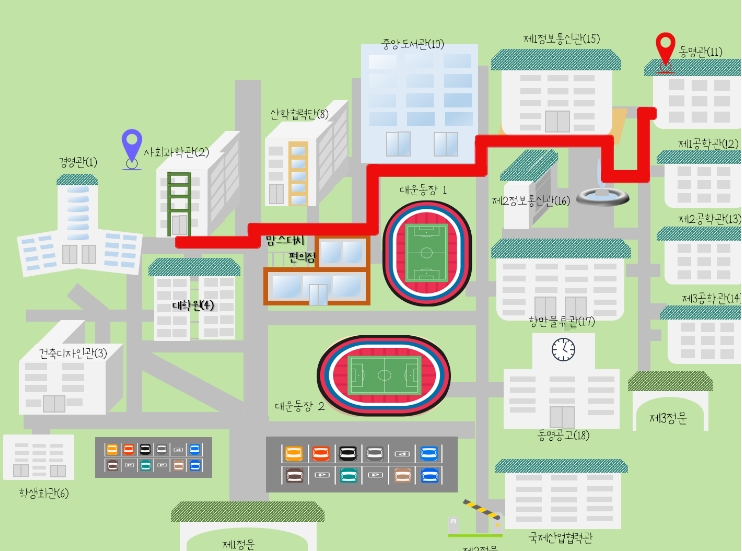 중앙도서관(10)
제1정보통신관(15)
동명관(11)
산학협력단(8)
사회과학관(2)
경영관(1)
제1공학관(12)
대운동장 1
제2정보통신관(16)
제2공학관(13)
맘스터치
편의점
대학원(4)
제3공학관(14)
항만물류관(17)
건축디자인관(3)
대운동장 2
제3정문
동명공고(18)
학생회관(6)
제1정문
국제산업협력관
제2정문